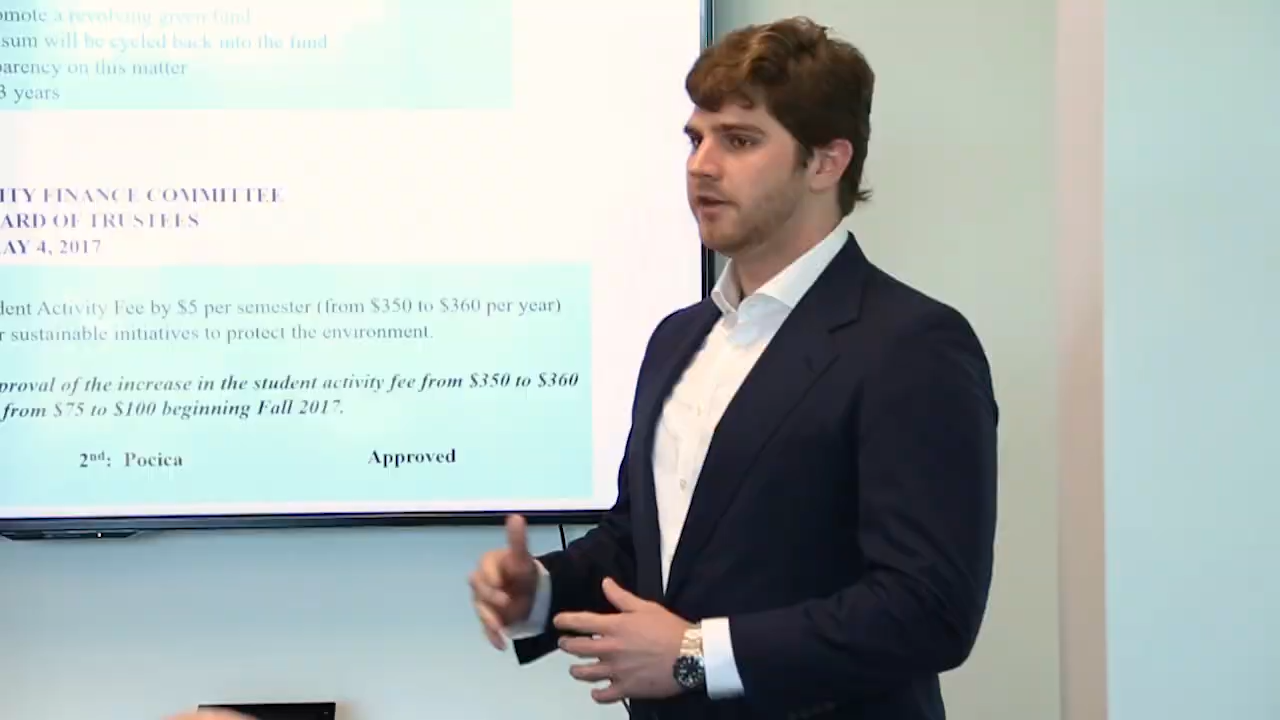 omote a revolving green fund
sum will be cycled back into the fund
parency on this matter
3 years
ITY FINANCE COMMITTEE
ARD OF TRUSTEES
AY 4, 2017
dent Activity Fee by $5 per semester (from $350 to $360 per year)
r sustainable initiatives to protect the environment.
proval of the increase in the student activity fee from $350 to $360
from $75 to $100 beginning Fall 2017.
2nd: Pocica Approved